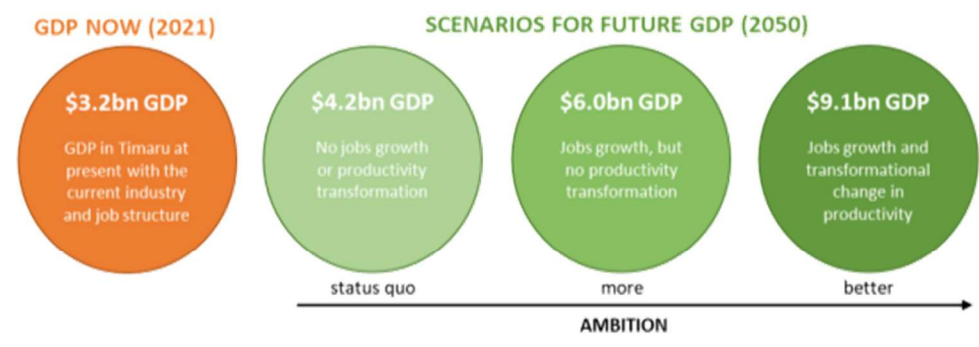 GDP NOW (2021)
SCENARIOS FOR FUTURE GDP (2050)
$3.2bn GDP
GDP in Timaru at
present with the
current industry
and job structure
$4.2bn GDP
No jobs growth
or productivity
transformation
status quo
$6.0bn GDP
Jobs growth, but
no productivity
transformation
more
$9.1bn GDP
Jobs growth and
transformational
change in
productivity
better
AMBITION